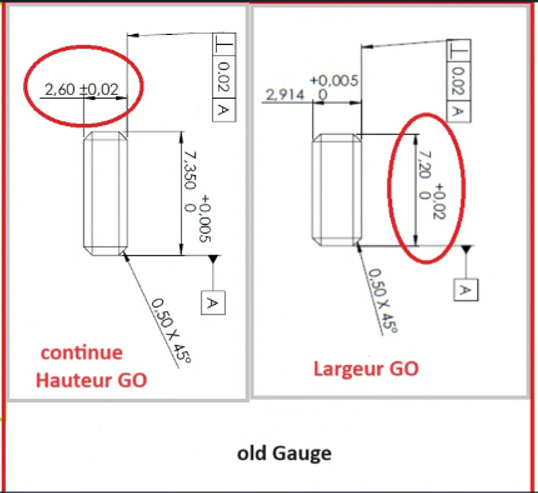 ⊥ 0.02 A
2,60 ±0,02
7,350 +0,005
0
A
0,50 X 45°
continue
Hauteur GO
⊥ 0.02 A
2,914 +0,005
0
7,20 +0,02
0
A
0,50 X 45°
Largeur GO
old Gauge